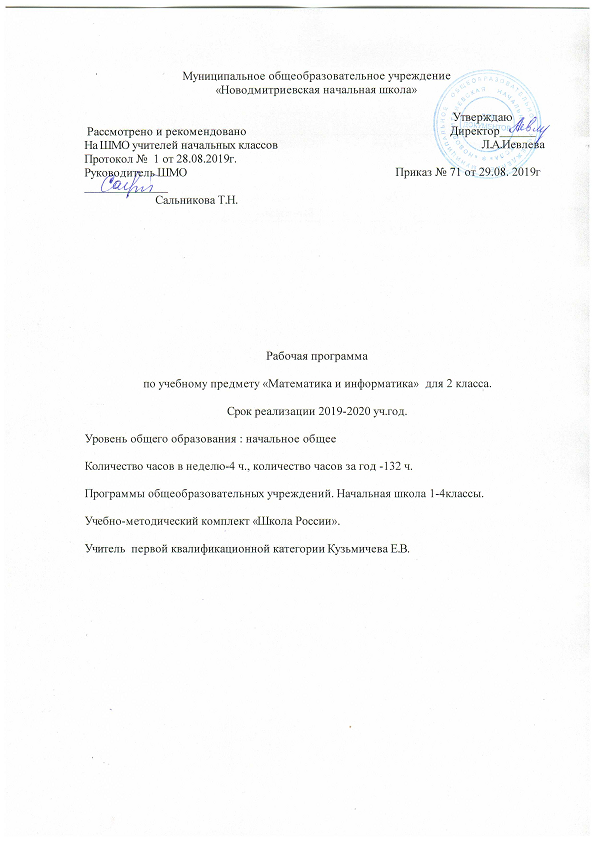 Муниципальное общеобразовательное учреждение
«Новодмитриевская начальная школа»
Утверждаю
Рассмотрено и рекомендовано
Директор
На ШМО учителей начальных классов
Л.А.Иевлева
Протокол № 1 от 28.08.2019г.
Руководитель ШМО
Приказ № 71 от 29.08. 2019г
Сальникова Т.Н.
Рабочая программа
по учебному предмету «Математика и информатика» для 2 класса.
Срок реализации 2019-2020 уч.год.
Уровень общего образования : начальное общее
Количество часов в неделю-4 ч., количество часов за год -132 ч.
Программы общеобразовательных учреждений. Начальная школа 1-4классы.
Учебно-методический комплект «Школа России».
Учитель первой квалификационной категории Кузьмичева Е.В.